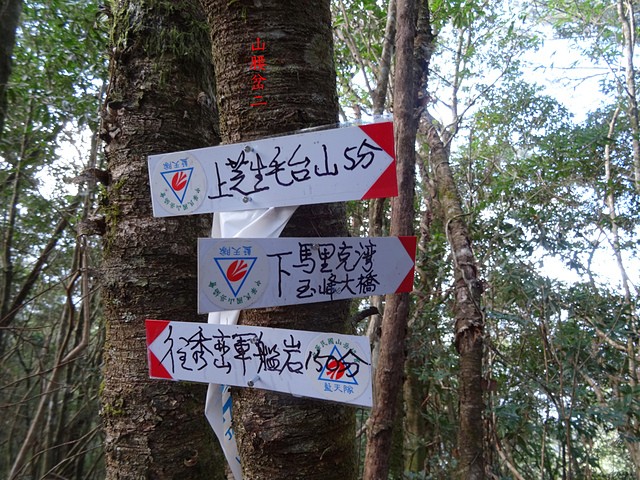 山腰岔二
上芝生毛台山 5分
藍天隊
下馬里克灣
玉峰大橋
藍天隊
往秀巒軍艦岩 150分
藍天隊